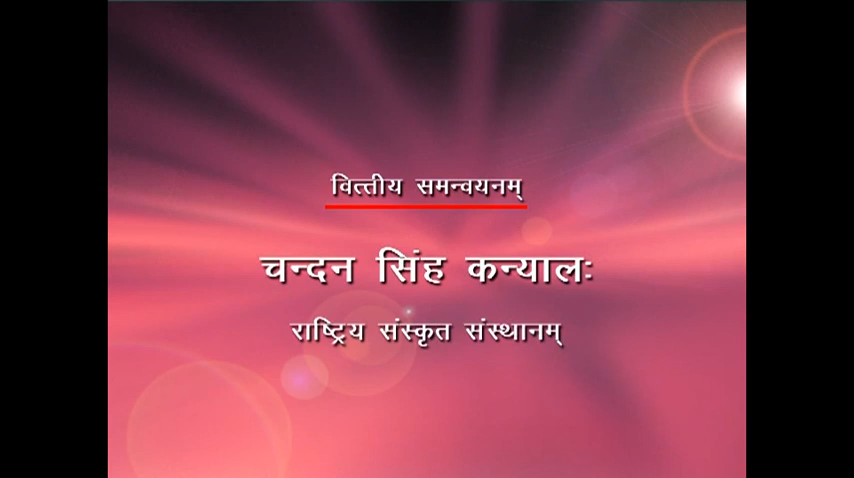 वित्तीय समन्वयनम्
चन्दन सिंह कन्यालः
राष्ट्रिय संस्कृत संस्थानम्